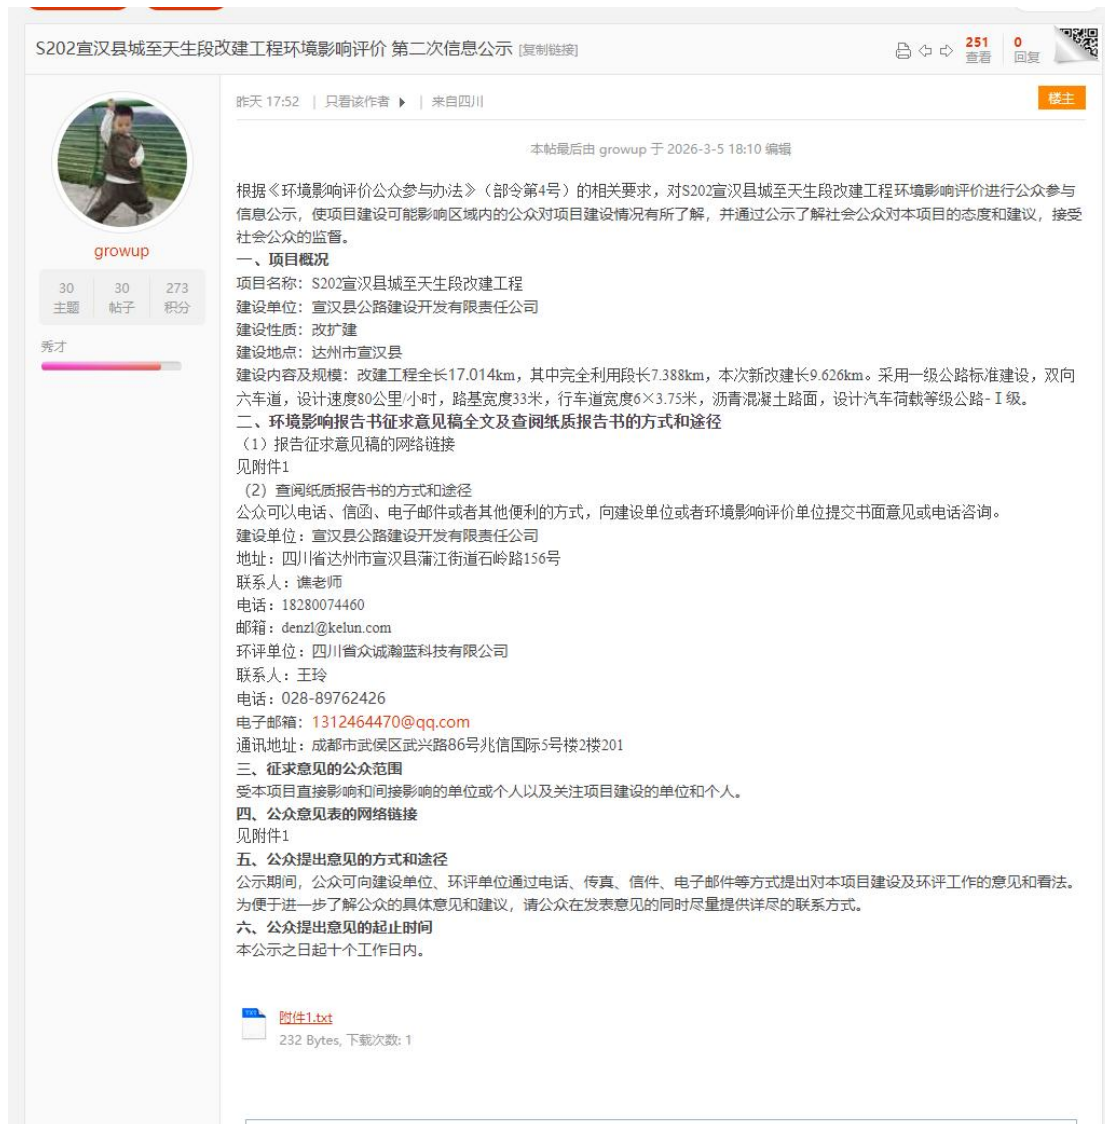 S202宣汉县城至天生段改建工程环境影响评价 第二次信息公示 [复制链接]
251 查看
0 回复
growup
30 主题
30 帖子
273 积分
秀才
昨天 17:52 | 只看该作者 | 来自四川
楼主
本帖最后由 growup 于 2026-3-5 18:10 编辑
根据《环境影响评价公众参与办法》（部令第4号）的相关要求，对S202宣汉县城至天生段改建工程环境影响评价进行公众参与
信息公示，使项目建设可能影响区域内的公众对项目建设情况有所了解，并通过公示了解社会公众对本项目的态度和建议，接受
社会公众的监督。
一、项目概况
项目名称：S202宣汉县城至天生段改建工程
建设单位：宣汉县公路建设开发有限责任公司
建设性质：改扩建
建设地点：达州市宣汉县
建设内容及规模：改建工程全长17.014km，其中完全利用段长7.388km，本次新改建长9.626km。采用一级公路标准建设，双向
六车道，设计速度80公里/小时，路基宽度33米，行车道宽度6×3.75米，沥青混凝土路面，设计汽车荷载等级公路-Ⅰ级。
二、环境影响报告书征求意见稿全文及查阅纸质报告书的方式和途径
（1）报告征求意见稿的网络链接
见附件1
（2）查阅纸质报告书的方式和途径
公众可以电话、信函、电子邮件或者其他便利的方式，向建设单位或者环境影响评价单位提交书面意见或电话咨询。
建设单位：宣汉县公路建设开发有限责任公司
地址：四川省达州市宣汉县蒲江街道石岭路156号
联系人：谯老师
电话：18280074460
邮箱：denzl@kelun.com
环评单位：四川省众诚瀚蓝科技有限公司
联系人：王玲
电话：028-89762426
电子邮箱：1312464470@qq.com
通讯地址：成都市武侯区武兴路86号兆信国际5号楼2楼201
三、征求意见的公众范围
受本项目直接影响和间接影响的单位或个人以及关注项目建设的单位和个人。
四、公众意见表的网络链接
见附件1
五、公众提出意见的方式和途径
公示期间，公众可向建设单位、环评单位通过电话、传真、信件、电子邮件等方式提出对本项目建设及环评工作的意见和看法。
为便于进一步了解公众的具体意见和建议，请公众在发表意见的同时尽量提供详尽的联系方式。
六、公众提出意见的起止时间
本公示之日起十个工作日内。
TXT
附件1.txt
232 Bytes, 下载次数: 1